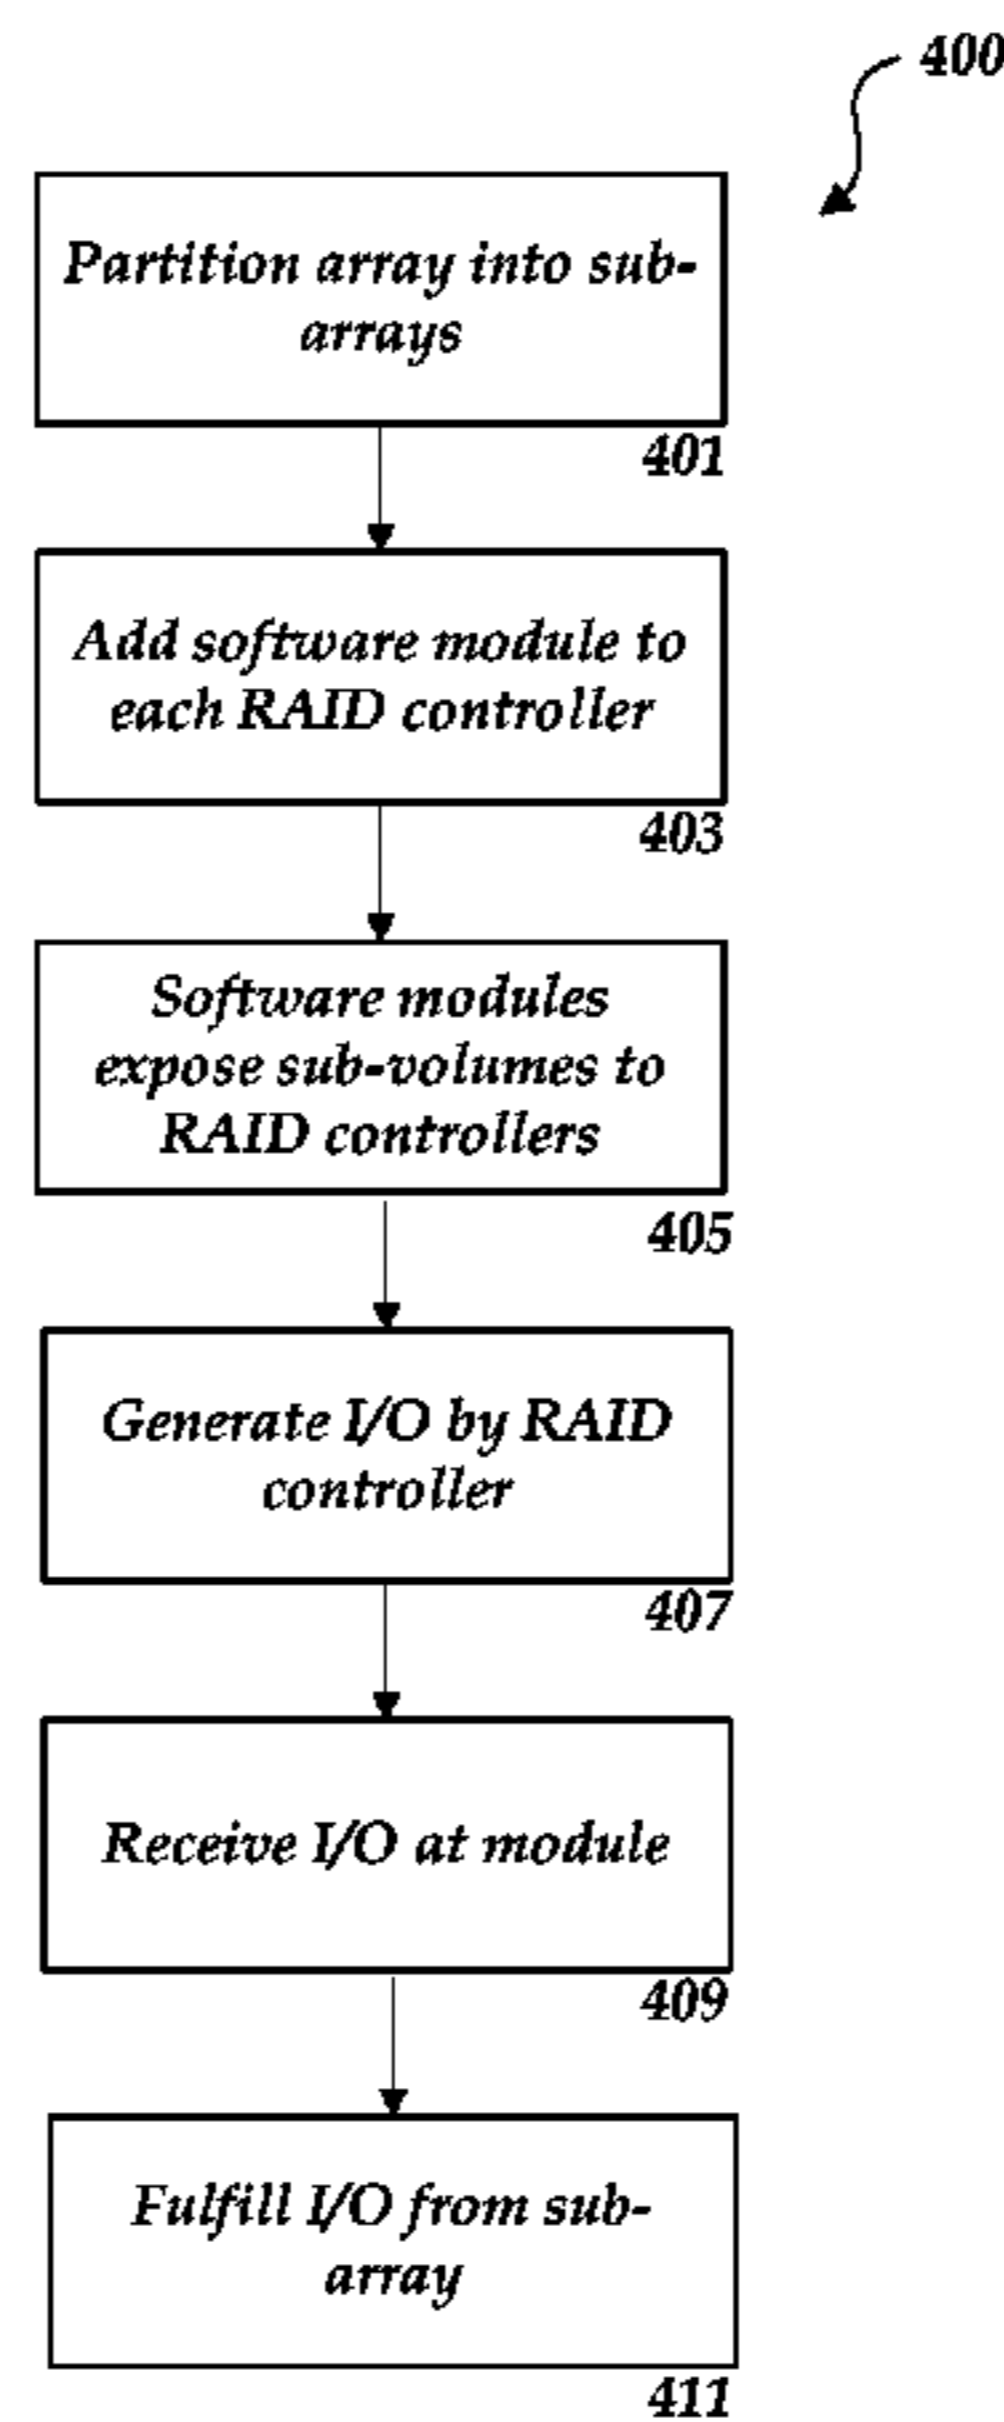 400
Partition array into sub-
arrays
401
Add software module to
each RAID controller
403
Software modules
expose sub-volumes to
RAID controllers
405
Generate I/O by RAID
controller
407
Receive I/O at module
409
Fulfill I/O from sub-
array
411